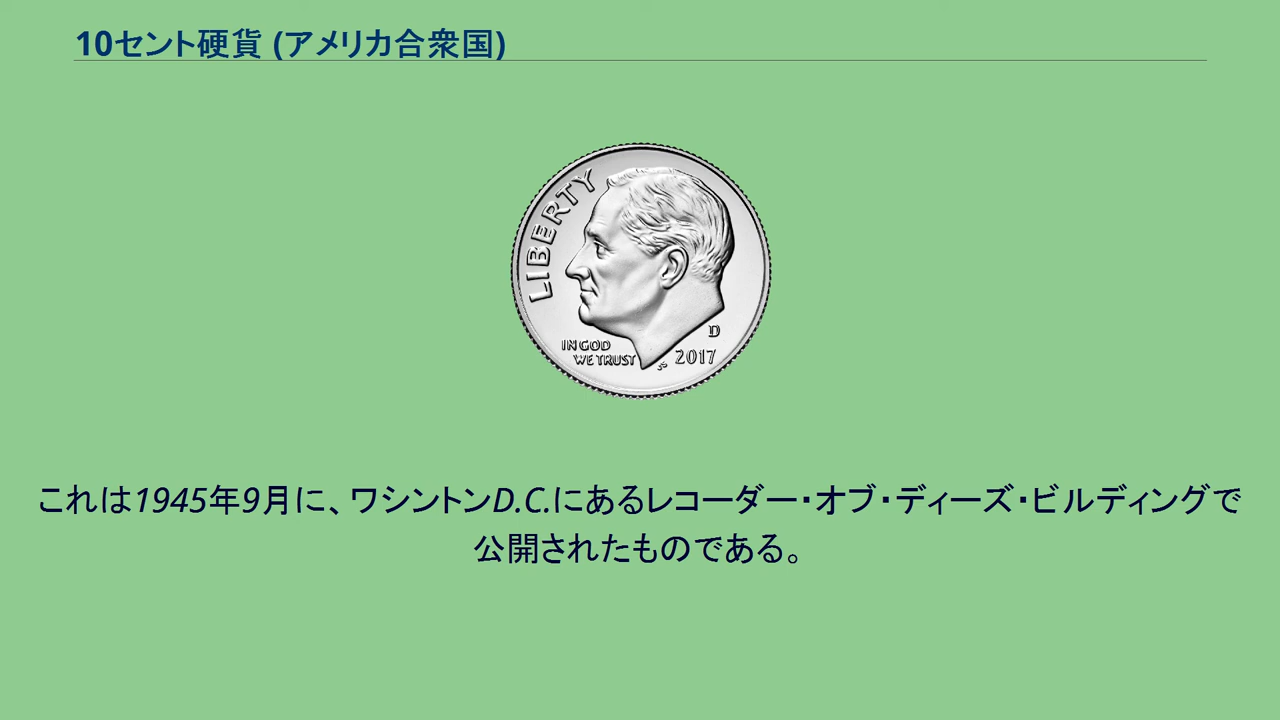 10セント硬貨 (アメリカ合衆国)
LIBERTY
IN GOD
WE TRUST
JS
D
2017
これは1945年9月に、ワシントンD.C.にあるレコーダー・オブ・ディーズ・ビルディングで
公開されたものである。